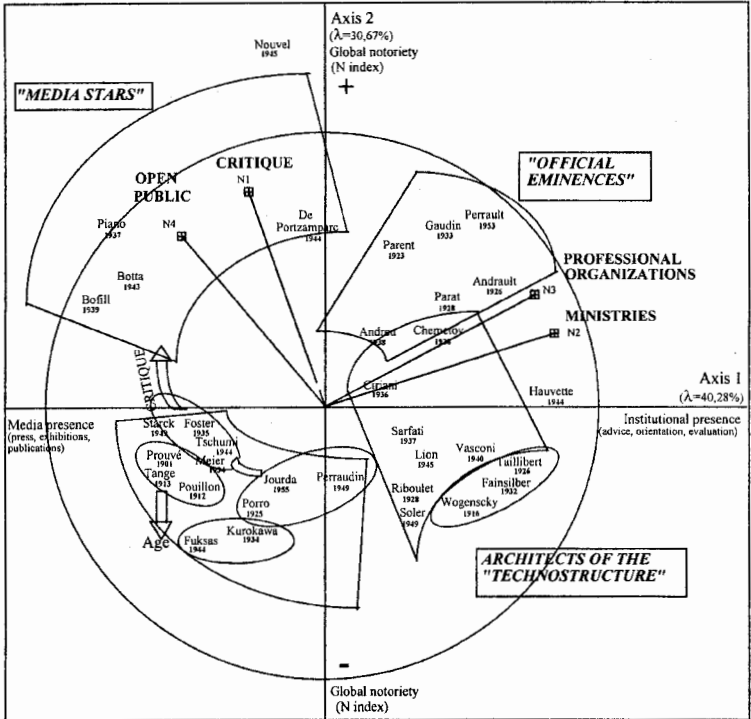 Axis 2
(λ=30,67%)
Global notoriety
(N index)
+
Nouvel
1945
"MEDIA STARS"
CRITIQUE
N1
OPEN
PUBLIC
N4
"OFFICIAL
EMINENCES"
De
Portzamparc
1944
Piano
1937
Perrault
1953
Gaudin
1933
Parent
1923
PROFESSIONAL
ORGANIZATIONS
N3
Botta
1943
Andrault
1926
Bofill
1939
Parat
1928
MINISTRIES
N2
Andreu
1938
Chemetov
1928
Ciriani
1936
CRITIQUE
Axis 1
(λ=40,28%)
Hauvette
1944
Media presence
(press, exhibitions,
publications)
Institutional presence
(advice, orientation, evaluation)
Starck
1949
Foster
1935
Tschumi
1944
Sarfati
1937
Prouvé
1901
Meier
1934
Lion
1945
Vasconi
1940
Taillibert
1926
Tange
1913
Pouillon
1912
Jourda
1955
Perraudin
1949
Riboulet
1928
Fainsilber
1932
Porro
1925
Soler
1949
Wogenscky
1916
Age
Fuksas
1944
Kurokawa
1934
ARCHITECTS OF THE
"TECHNOSTRUCTURE"
-
Global notoriety
(N index)